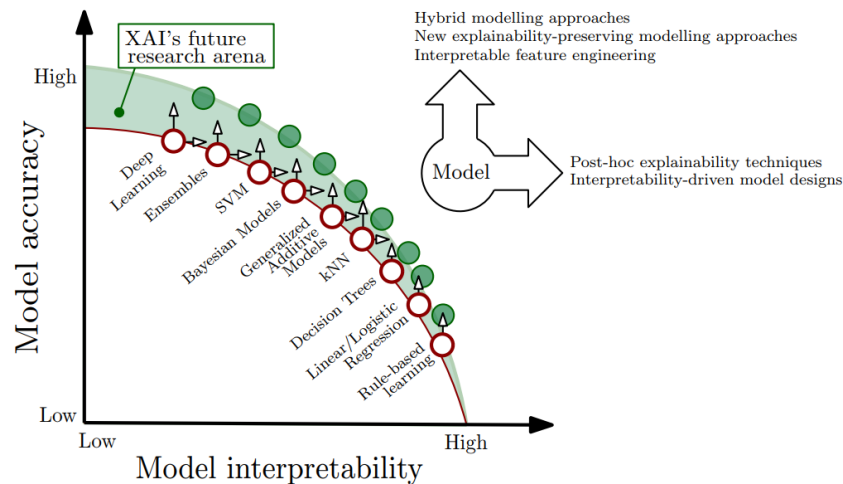 XAI's future
research arena
Hybrid modelling approaches
New explainability-preserving modelling approaches
Interpretable feature engineering
High
Model
Post-hoc explainability techniques
Interpretability-driven model designs
Model accuracy
Deep
Learning
Ensembles
SVM
Bayesian Models
Generalized
Additive
Models
kNN
Decision Trees
Linear/Logistic
Regression
Rule-based
learning
Low
Low
High
Model interpretability